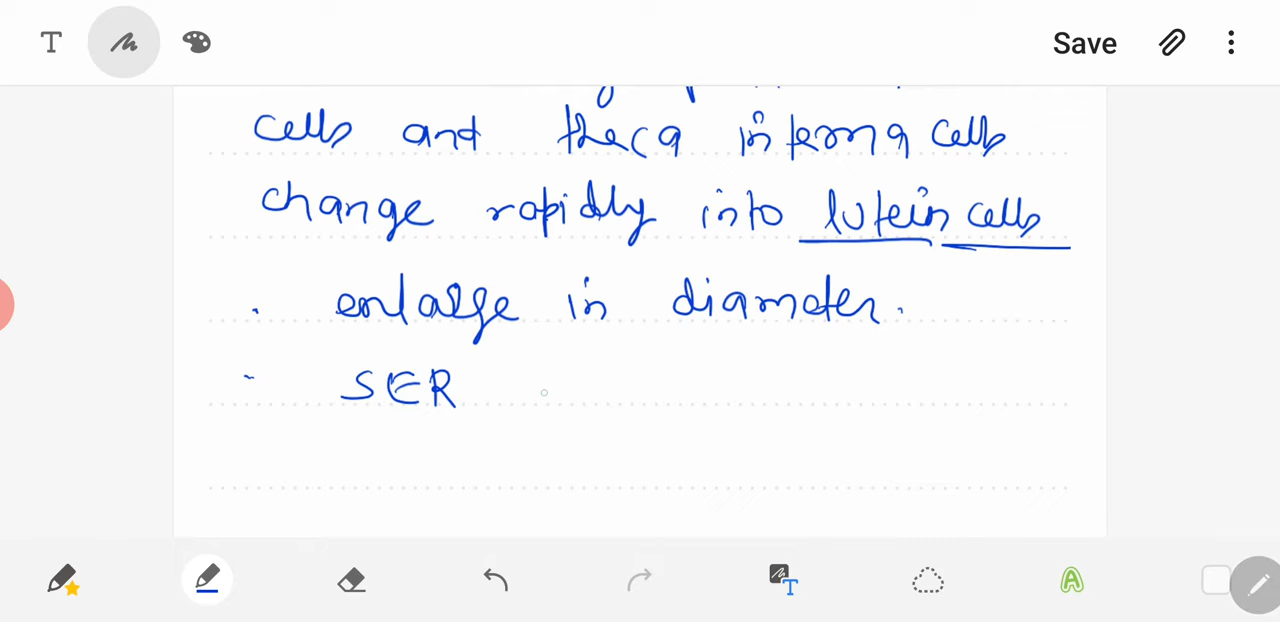 T Save
cells and theca interna cells
change rapidly into lutein cells
. enlarge in diameter.
- SER
T
A